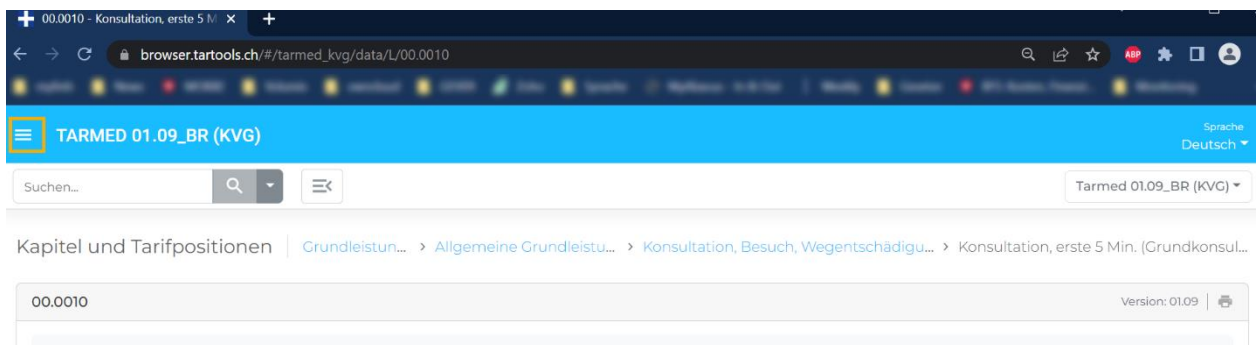 00.0010 - Konsultation, erste 5 M
browser.tartools.ch/#/tarmed_kvg/data/L/00.0010
ABP
TARMED 01.09_BR (KVG)
Sprache
Deutsch
Suchen...
Tarmed 01.09_BR (KVG)
Kapitel und Tarifpositionen Grundleistun... > Allgemeine Grundleistu... > Konsultation, Besuch, Wegentschädigu... > Konsultation, erste 5 Min. (Grundkonsul...
00.0010 Version: 01.09